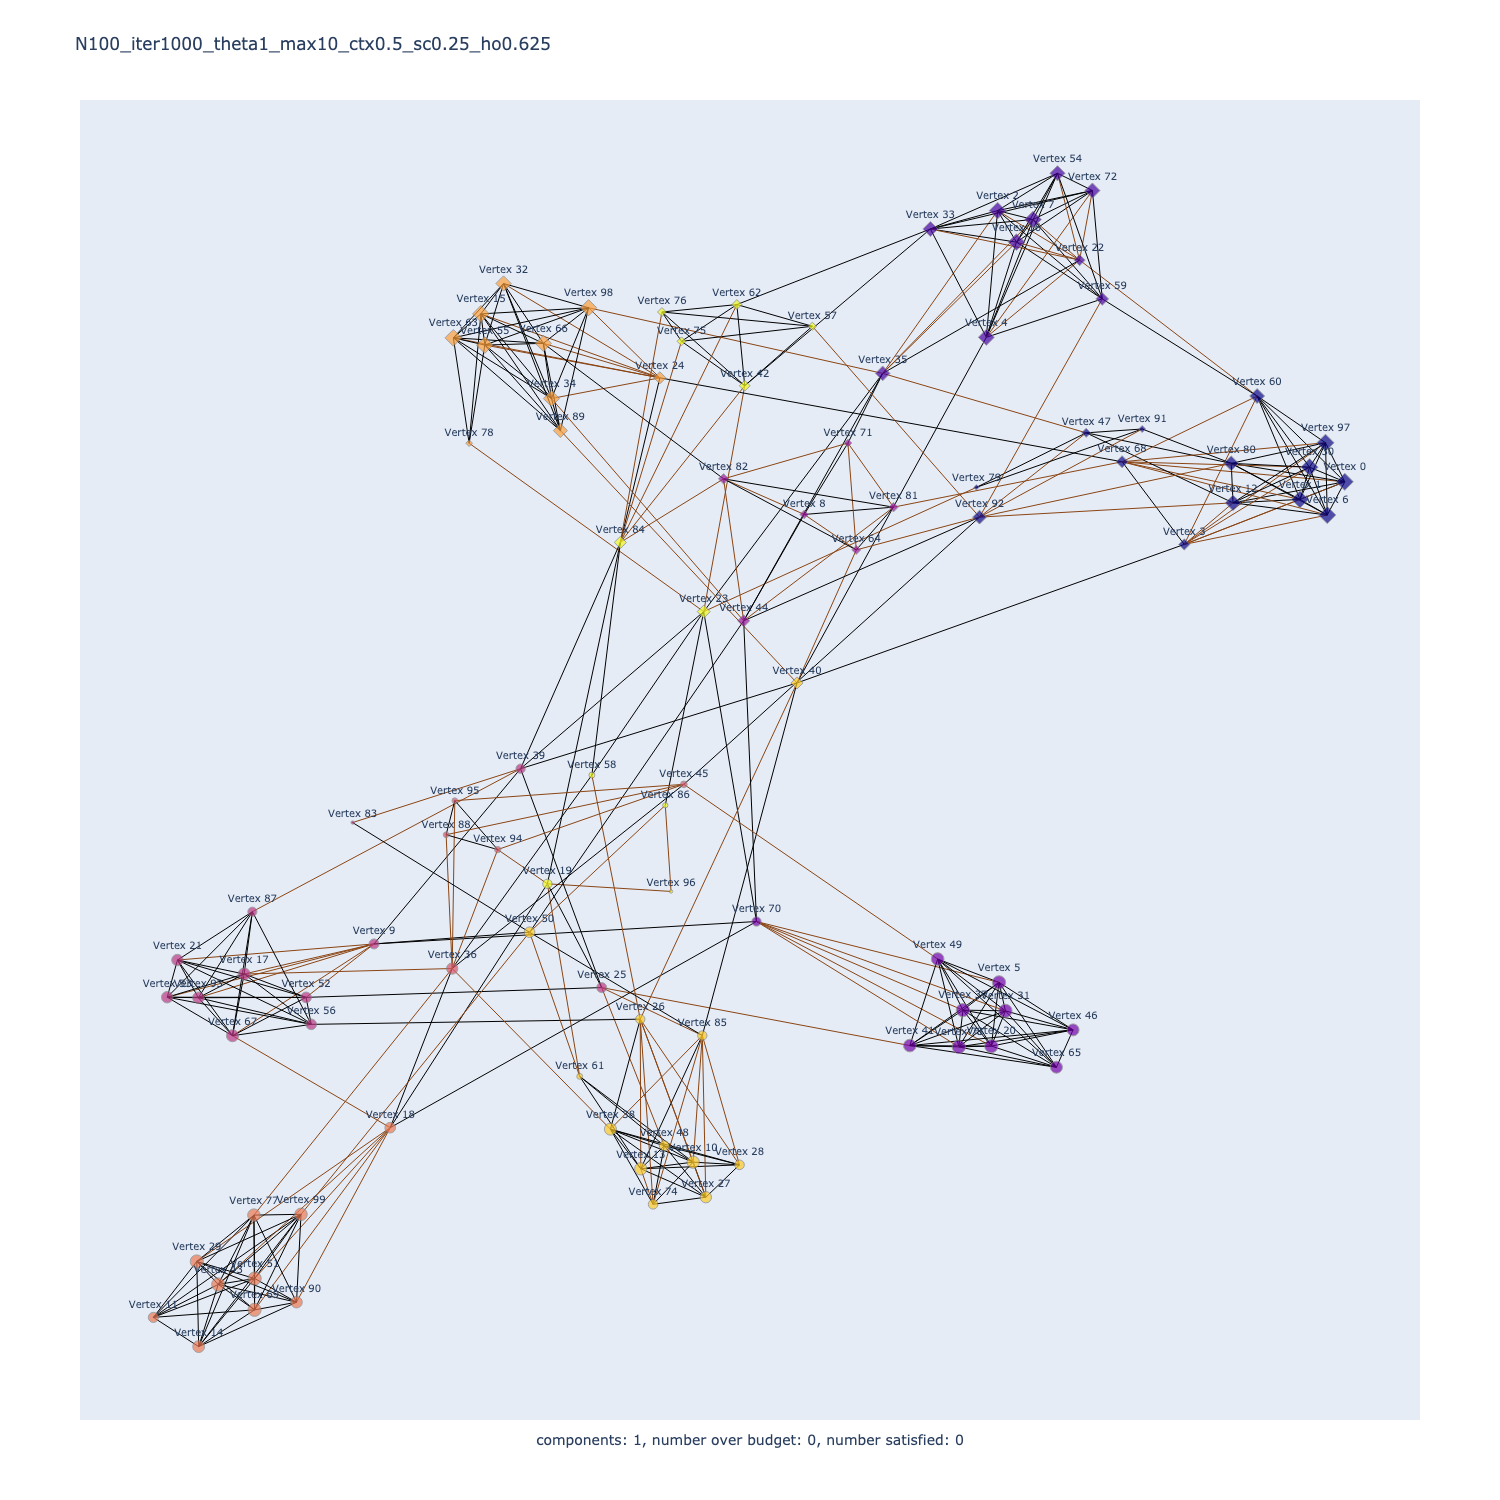 N100_iter1000_theta1_max10_ctx0.5_sc0.25_ho0.625
Vertex 54
Vertex 72
Vertex 2
Vertex 7
Vertex 33
Vertex 22
Vertex 59
Vertex 4
Vertex 32
Vertex 98
Vertex 15
Vertex 63
Vertex 55
Vertex 66
Vertex 76
Vertex 62
Vertex 57
Vertex 75
Vertex 24
Vertex 42
Vertex 35
Vertex 34
Vertex 89
Vertex 78
Vertex 60
Vertex 47
Vertex 91
Vertex 97
Vertex 71
Vertex 68
Vertex 80
Vertex 0
Vertex 82
Vertex 79
Vertex 8
Vertex 81
Vertex 92
Vertex 12
Vertex 1
Vertex 6
Vertex 84
Vertex 64
Vertex 3
Vertex 23
Vertex 44
Vertex 40
Vertex 39
Vertex 58
Vertex 45
Vertex 95
Vertex 86
Vertex 83
Vertex 88
Vertex 94
Vertex 19
Vertex 96
Vertex 87
Vertex 70
Vertex 50
Vertex 9
Vertex 21
Vertex 17
Vertex 36
Vertex 49
Vertex 5
Vertex 52
Vertex 25
Vertex 56
Vertex 67
Vertex 26
Vertex 85
Vertex 31
Vertex 46
Vertex 41
Vertex 20
Vertex 65
Vertex 61
Vertex 18
Vertex 38
Vertex 48
Vertex 10
Vertex 13
Vertex 28
Vertex 27
Vertex 74
Vertex 77
Vertex 99
Vertex 29
Vertex 51
Vertex 90
Vertex 69
Vertex 11
Vertex 14
components: 1, number over budget: 0, number satisfied: 0